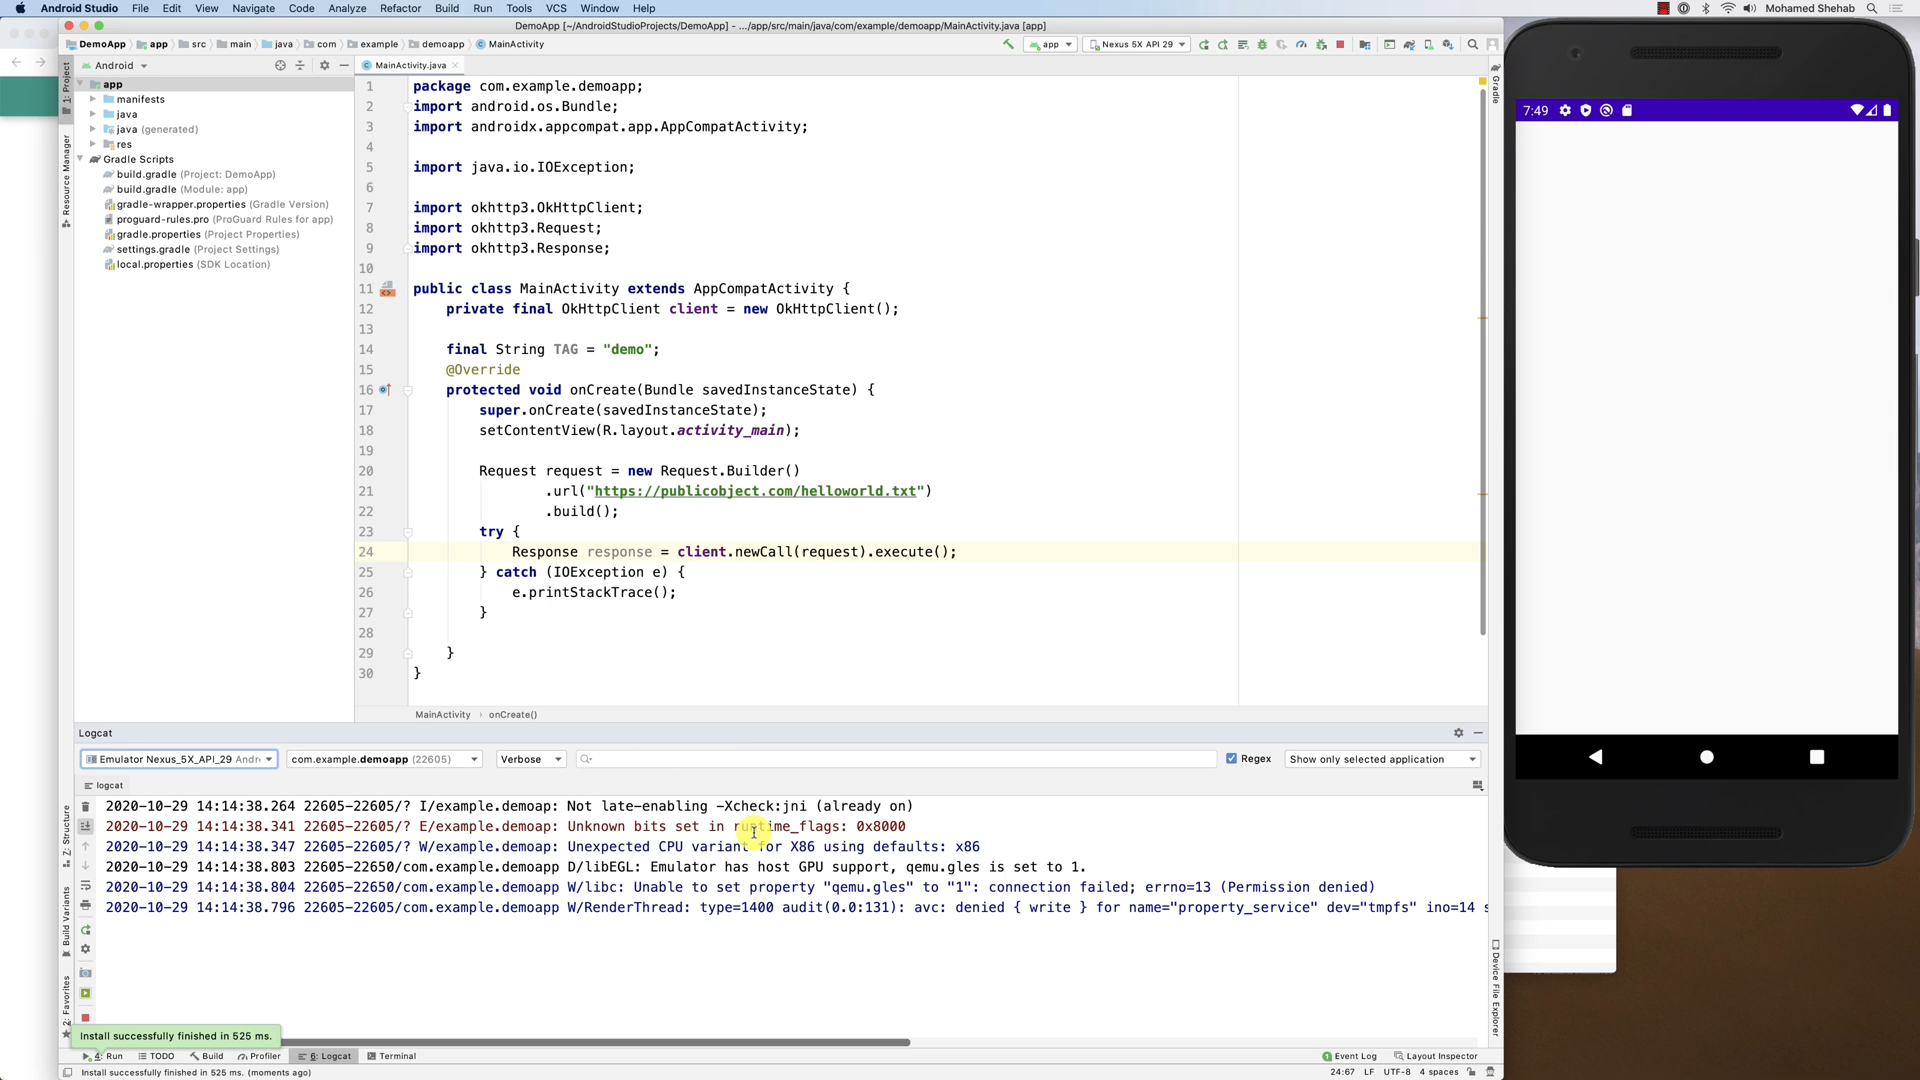 Android Studio File Edit View Navigate Code Analyze Refactor Build Run Tools VCS Window Help Mohamed Shehab
DemoApp [~/AndroidStudioProjects/DemoApp] - .../app/src/main/java/com/example/demoapp/MainActivity.java [app]
DemoApp app src main java com example demoapp MainActivity app Nexus 5X API 29
Android MainActivity.java
1: Project
Resource Manager
Z: Structure
Build Variants
2: Favorites
app
manifests
java
java (generated)
res
Gradle Scripts
build.gradle (Project: DemoApp)
build.gradle (Module: app)
gradle-wrapper.properties (Gradle Version)
proguard-rules.pro (ProGuard Rules for app)
gradle.properties (Project Properties)
settings.gradle (Project Settings)
local.properties (SDK Location)
1 package com.example.demoapp;
2 import android.os.Bundle;
3 import androidx.appcompat.app.AppCompatActivity;
4
5 import java.io.IOException;
6
7 import okhttp3.OkHttpClient;
8 import okhttp3.Request;
9 import okhttp3.Response;
10
11 public class MainActivity extends AppCompatActivity {
12 private final OkHttpClient client = new OkHttpClient();
13
14 final String TAG = "demo";
15 @Override
16 protected void onCreate(Bundle savedInstanceState) {
17 super.onCreate(savedInstanceState);
18 setContentView(R.layout.activity_main);
19
20 Request request = new Request.Builder()
21 .url("https://publicobject.com/helloworld.txt")
22 .build();
23 try {
24 Response response = client.newCall(request).execute();
25 } catch (IOException e) {
26 e.printStackTrace();
27 }
28
29 }
30 }
MainActivity › onCreate()
Gradle
Device File Explorer
7:49
Logcat
Emulator Nexus_5X_API_29 Andr com.example.demoapp (22605) Verbose Regex Show only selected application
logcat
2020-10-29 14:14:38.264 22605-22605/? I/example.demoap: Not late-enabling -Xcheck:jni (already on)
2020-10-29 14:14:38.341 22605-22605/? E/example.demoap: Unknown bits set in runtime_flags: 0x8000
2020-10-29 14:14:38.347 22605-22605/? W/example.demoap: Unexpected CPU variant for X86 using defaults: x86
2020-10-29 14:14:38.803 22605-22650/com.example.demoapp D/libEGL: Emulator has host GPU support, qemu.gles is set to 1.
2020-10-29 14:14:38.804 22605-22650/com.example.demoapp W/libc: Unable to set property "qemu.gles" to "1": connection failed; errno=13 (Permission denied)
2020-10-29 14:14:38.796 22605-22605/com.example.demoapp W/RenderThread: type=1400 audit(0.0:131): avc: denied { write } for name="property_service" dev="tmpfs" ino=14 s
Install successfully finished in 525 ms.
4: Run TODO Build Profiler 6: Logcat Terminal 1 Event Log Layout Inspector
Install successfully finished in 525 ms. (moments ago) 24:67 LF UTF-8 4 spaces